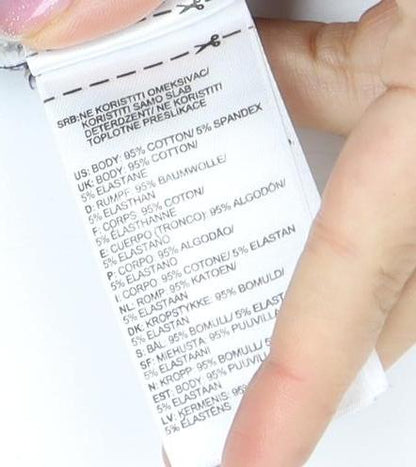 SRB:NE KORISTITI OMEKSIVAC/
KORISTITI SAMO SLAB
DETERDZENT/ NE KORISTITI
TOPLOTNE PRESLIKACE
US: BODY: 95% COTTON/ 5% SPANDEX
UK: BODY: 95% COTTON/
5% ELASTANE
D: RUMPF: 95% BAUMWOLLE/
5% ELASTHAN
F: CORPS: 95% COTON/
5% ÉLASTHANNE
E: CUERPO (TRONCO): 95% ALGODÓN/
5% ELASTANO
P: CORPO: 95% ALGODÃO/
5% ELASTANO
I: CORPO: 95% COTONE/ 5% ELASTAN
NL: ROMP: 95% KATOEN/
5% ELASTAAN
DK: KROPSTYKKE: 95% BOMULD/
5% ELASTAN
S: BÅL: 95% BOMULL/ 5% ELAST
SF: MIEHUSTA: 95% PUUVILLA
5% ELASTAANI
N: KROPP: 95% BOMULL/ 5
EST: BODY: 95% PUUVILL
5% ELASTAAN
LV: ĶERMENIS: 95
5% ELASTĒNS